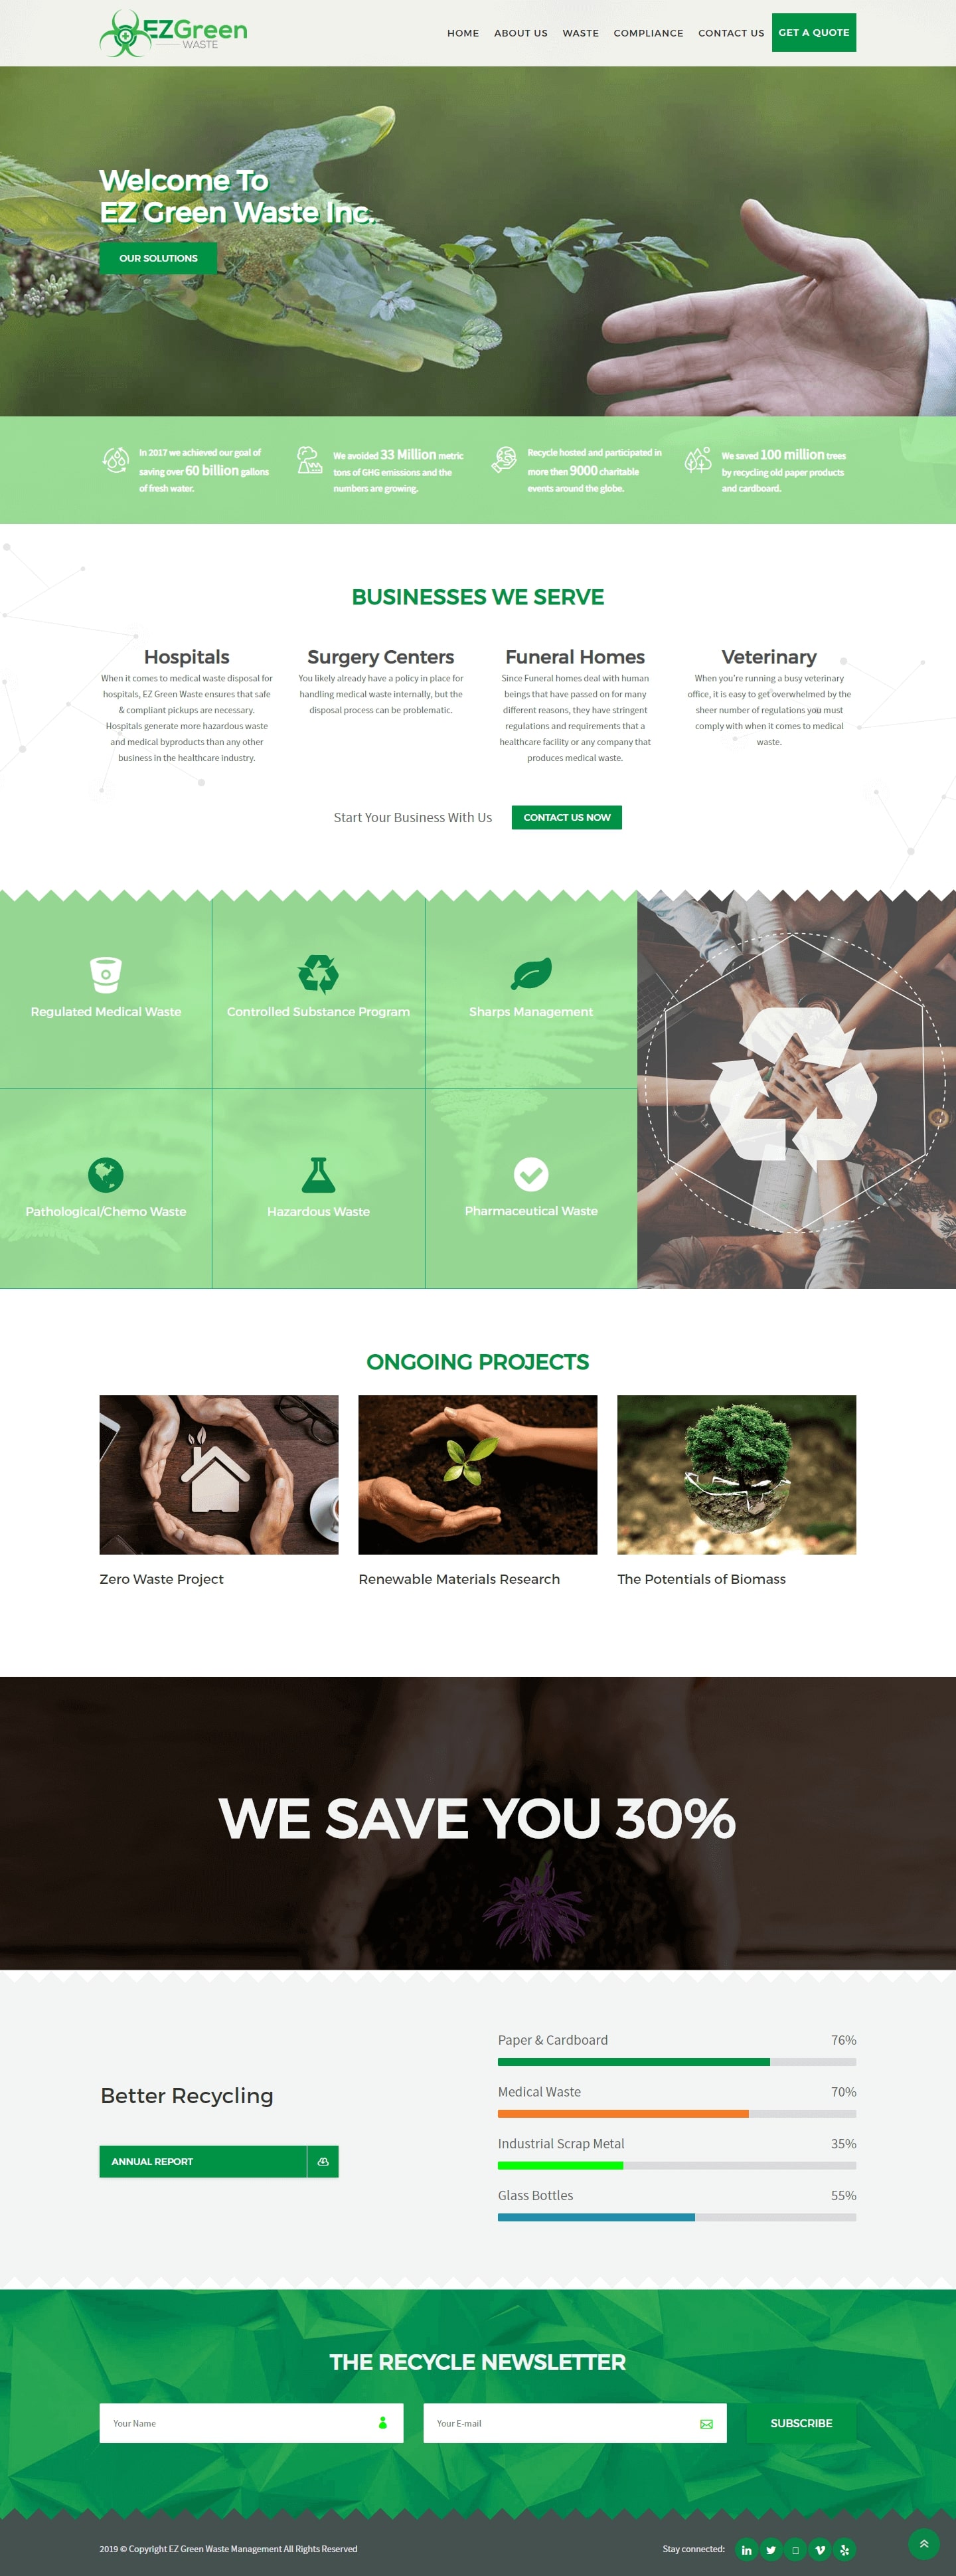 EZGreen
WASTE
HOME ABOUT US WASTE COMPLIANCE CONTACT US GET A QUOTE
Welcome To
EZ Green Waste Inc.
OUR SOLUTIONS
In 2017 we achieved our goal of
saving over 60 billion gallons
of fresh water.
We avoided 33 Million metric
tons of GHG emissions and the
numbers are growing.
Recycle hosted and participated in
more then 9000 charitable
events around the globe.
We saved 100 million trees
by recycling old paper products
and cardboard.
BUSINESSES WE SERVE
Hospitals
When it comes to medical waste disposal for
hospitals, EZ Green Waste ensures that safe
& compliant pickups are necessary.
Hospitals generate more hazardous waste
and medical byproducts than any other
business in the healthcare industry.
Surgery Centers
You likely already have a policy in place for
handling medical waste internally, but the
disposal process can be problematic.
Funeral Homes
Since Funeral homes deal with human
beings that have passed on for many
different reasons, they have stringent
regulations and requirements that a
healthcare facility or any company that
produces medical waste.
Veterinary
When you're running a busy veterinary
office, it is easy to get overwhelmed by the
sheer number of regulations you must
comply with when it comes to medical
waste.
Start Your Business With Us CONTACT US NOW
Regulated Medical Waste
Controlled Substance Program
Sharps Management
Pathological/Chemo Waste
Hazardous Waste
Pharmaceutical Waste
ONGOING PROJECTS
Zero Waste Project
Renewable Materials Research
The Potentials of Biomass
WE SAVE YOU 30%
Better Recycling
ANNUAL REPORT
Paper & Cardboard 76%
Medical Waste 70%
Industrial Scrap Metal 35%
Glass Bottles 55%
THE RECYCLE NEWSLETTER
Your Name
Your E-mail
SUBSCRIBE
2019 © Copyright EZ Green Waste Management All Rights Reserved
Stay connected: